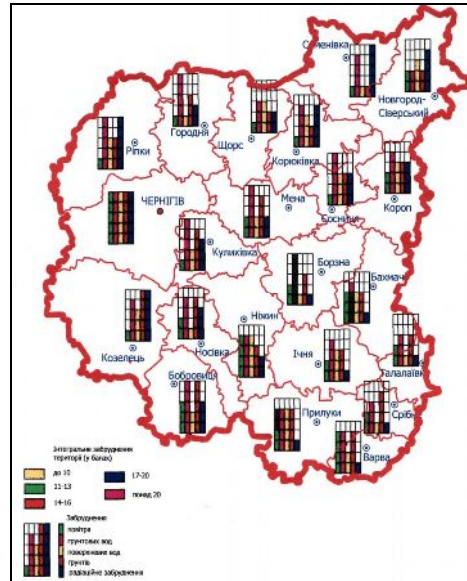 Семенівка
Новгород-
Сіверський
Городня
Щорс
Ріпки
Корюківка
Мена
Короп
ЧЕРНІГІВ
Сосниця
Куликівка
Борзна
Бахмач
Ніжин
Козелець
Носівка
Ічня
Талалаївка
Бобровиця
Прилуки
Срібне
Варва
Інтегральне забруднення
території (у балах)
до 10
17-20
11-13
понад 20
14-16
Забруднення
повітря
грунтових вод
поверхневих вод
грунтів
радіаційне забруднення